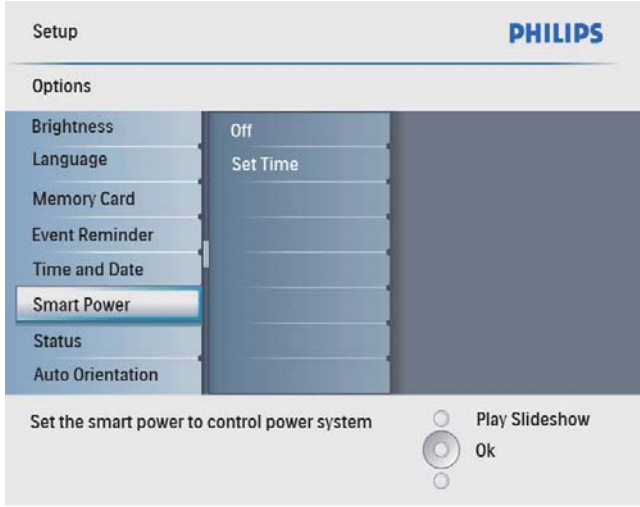 Setup
PHILIPS
Options
Brightness
Off
Language
Set Time
Memory Card
Event Reminder
Time and Date
Smart Power
Status
Auto Orientation
Set the smart power to control power system
Play Slideshow
Ok